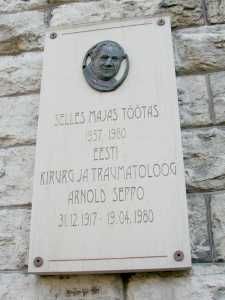 SELLES MAJAS TÖÖTAS
1957-1980
EESTI
KIRURG JA TRAUMATOLOOG
ARNOLD SEPPO
31.12.1917 - 19.04.1980